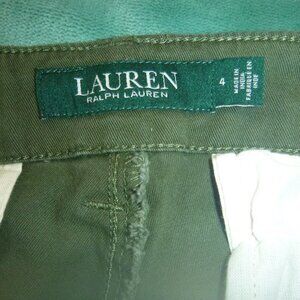 LAUREN
RALPH LAUREN
4
MADE IN
INDIA
FABRIQUÉ EN
INDE